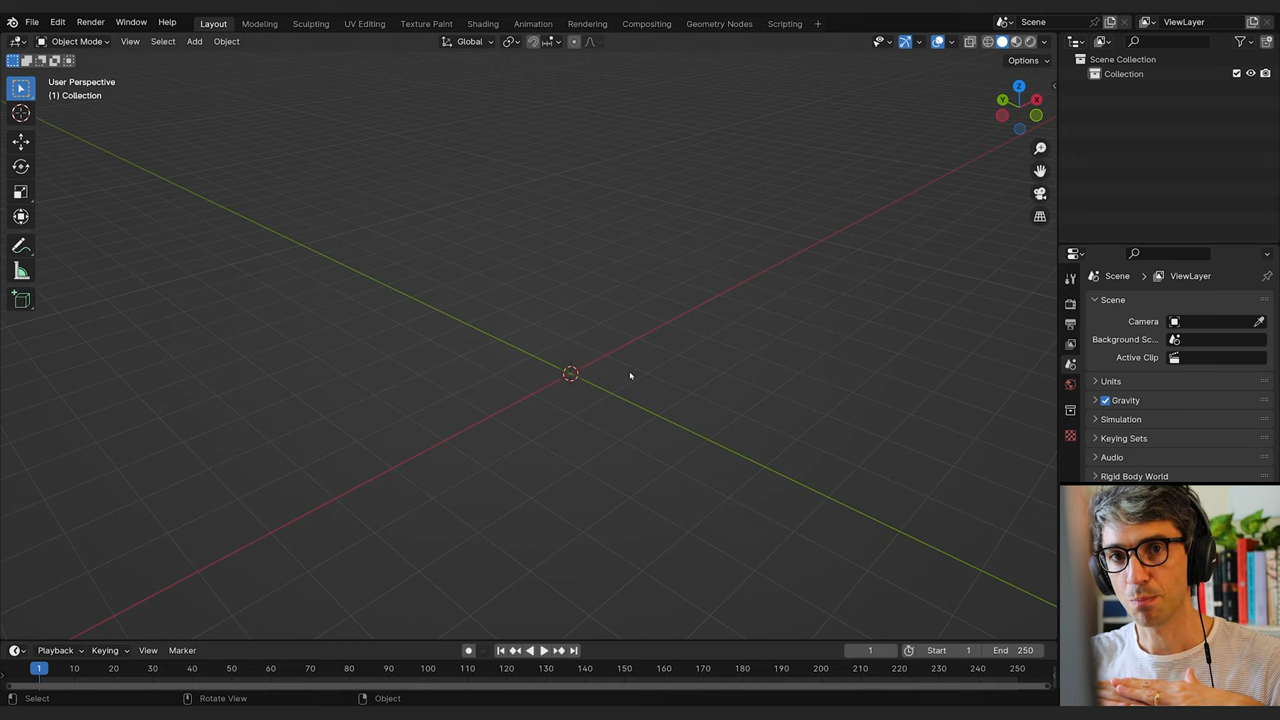 File Edit Render Window Help Layout Modeling Sculpting UV Editing Texture Paint Shading Animation Rendering Compositing Geometry Nodes Scripting + Scene ViewLayer
Object Mode View Select Add Object Global
Options
User Perspective
(1) Collection
Z
Y
X
Scene Collection
Collection
Scene ViewLayer
Scene
Camera
Background Sc...
Active Clip
Units
Gravity
Simulation
Keying Sets
Audio
Rigid Body World
Playback Keying View Marker 1 Start 1 End 250
1 10 20 30 40 50 60 70 80 90 100 110 120 130 140 150 160 170 180 190 200 210 220 230 240 250
Select Rotate View Object